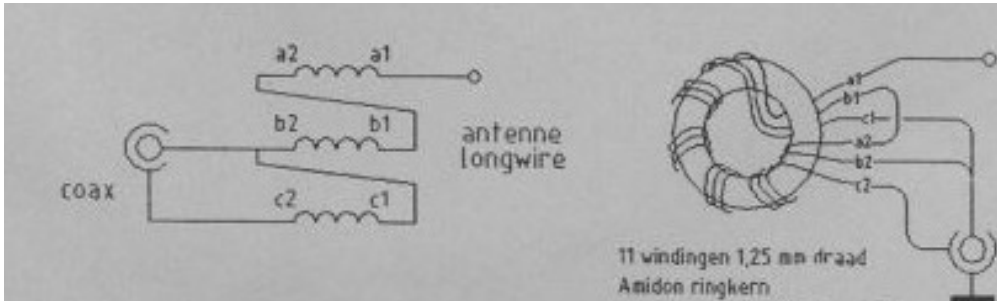 a2 a1
b2 b1
antenne
longwire
coax
c2 c1
a1
b1
c1
a2
b2
c2
11 windingen 1,25 mm draad
Amidon ringkern